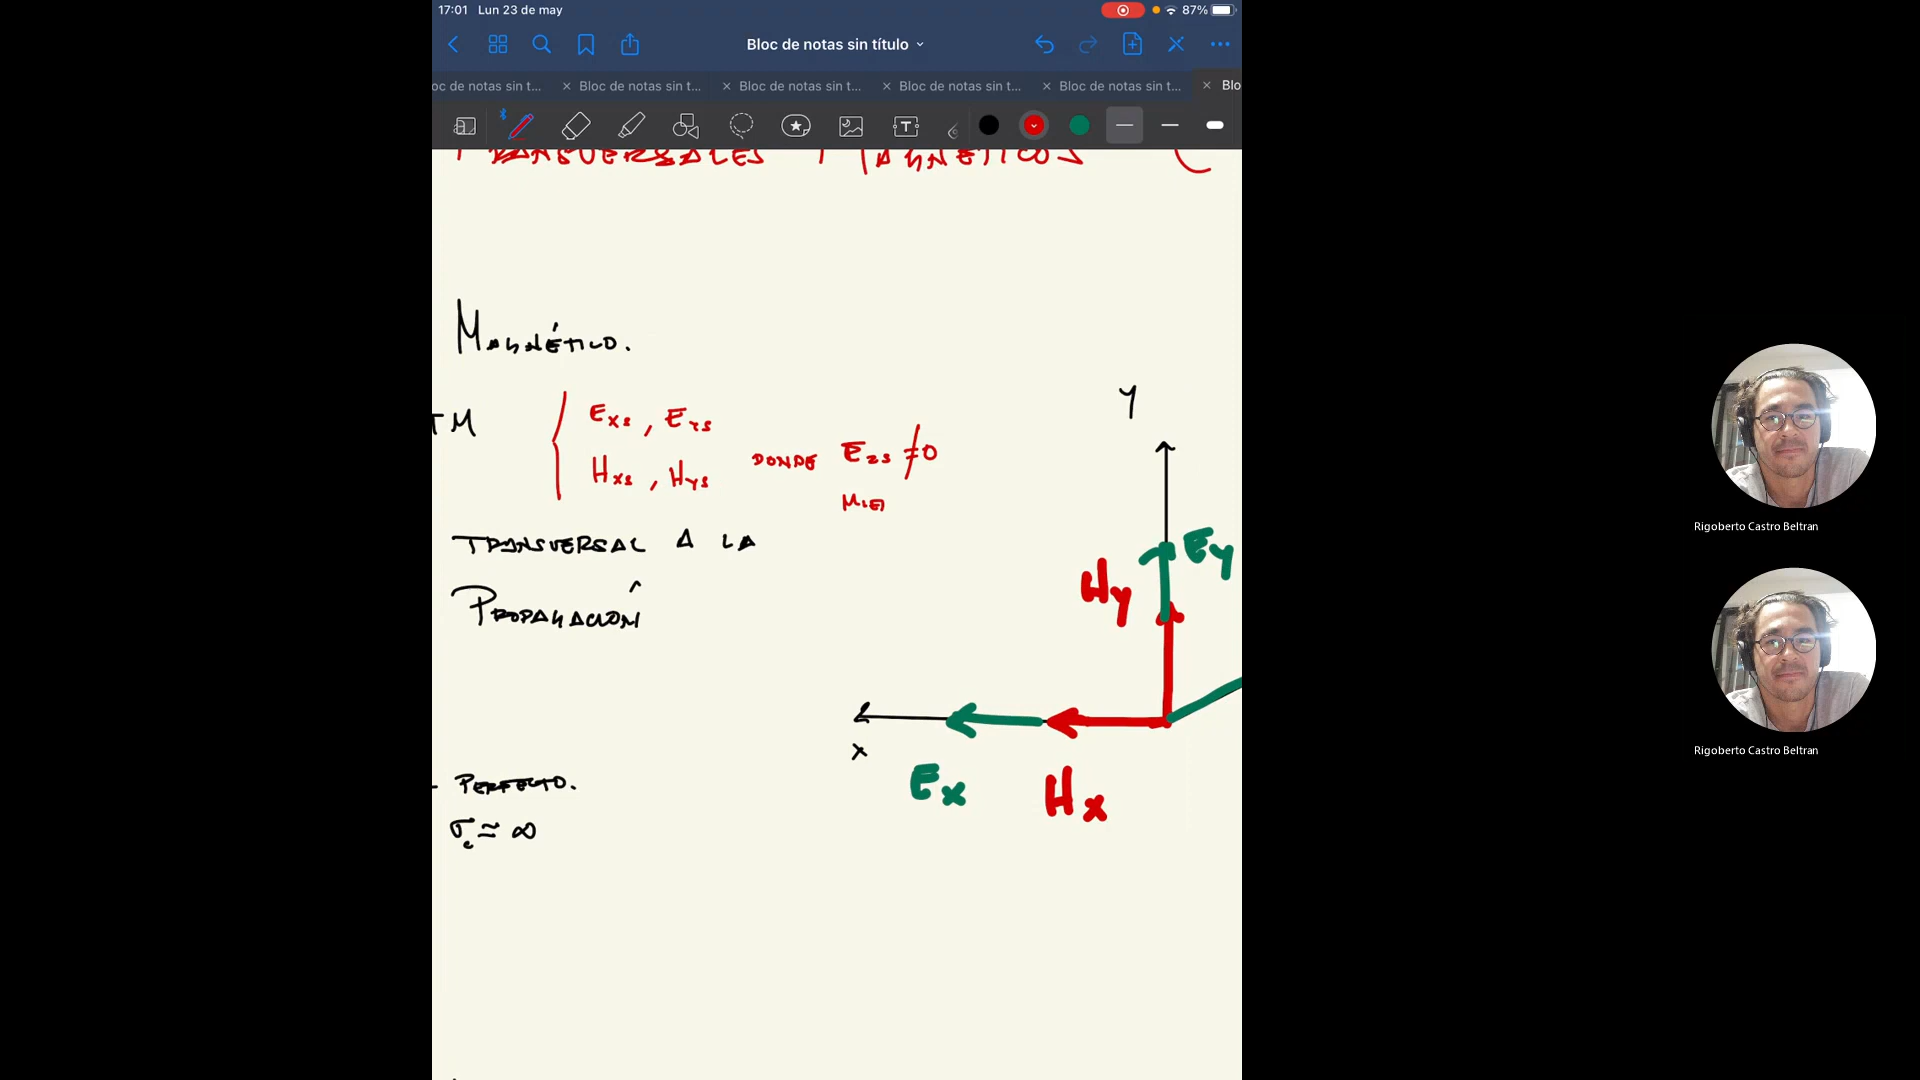 17:01 Lun 23 de may 87%
Bloc de notas sin título
oc de notas sin t... Bloc de notas sin t... Bloc de notas sin t... Bloc de notas sin t... Bloc de notas sin t... Blo
TRANSVERSALES MAGNÉTICOS (
MAGNÉTICO.
TM
Exs, Eys
Hxs, Hys DONDE Ezs ≠ 0
TRANSVERSAL A LA
PROPAGACIÓN
PERFECTO.
σc ≈ ∞
Y
Ey
Hy
x
Ex Hx
Rigoberto Castro Beltran
Rigoberto Castro Beltran